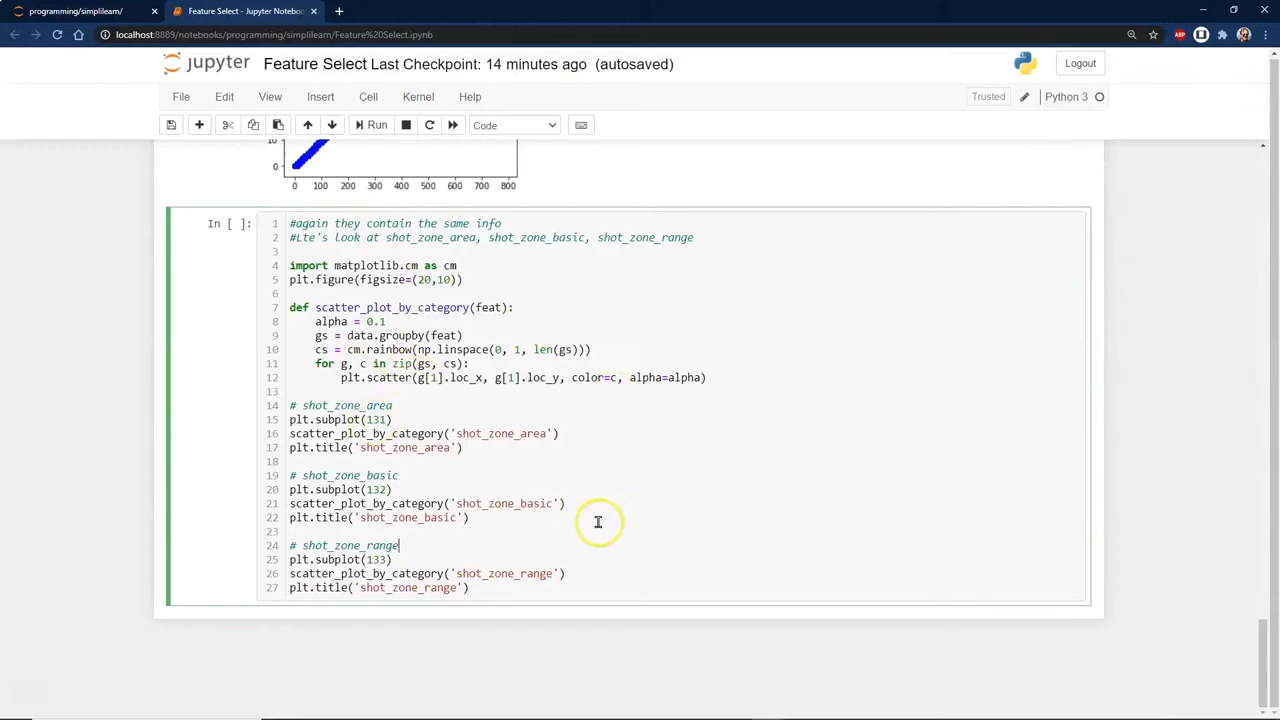 programming/simplilearn/
Feature Select - Jupyter Noteboo
localhost:8889/notebooks/programming/simplilearn/Feature%20Select.ipynb
ABP
jupyter Feature Select Last Checkpoint: 14 minutes ago (autosaved)
Logout
File Edit View Insert Cell Kernel Help
Trusted Python 3
Run Code
10
0
0 100 200 300 400 500 600 700 800
In [ ]:
1 #again they contain the same info
2 #Lte's look at shot_zone_area, shot_zone_basic, shot_zone_range
3
4 import matplotlib.cm as cm
5 plt.figure(figsize=(20,10))
6
7 def scatter_plot_by_category(feat):
8     alpha = 0.1
9     gs = data.groupby(feat)
10     cs = cm.rainbow(np.linspace(0, 1, len(gs)))
11     for g, c in zip(gs, cs):
12         plt.scatter(g[1].loc_x, g[1].loc_y, color=c, alpha=alpha)
13
14 # shot_zone_area
15 plt.subplot(131)
16 scatter_plot_by_category('shot_zone_area')
17 plt.title('shot_zone_area')
18
19 # shot_zone_basic
20 plt.subplot(132)
21 scatter_plot_by_category('shot_zone_basic')
22 plt.title('shot_zone_basic')
23
24 # shot_zone_range
25 plt.subplot(133)
26 scatter_plot_by_category('shot_zone_range')
27 plt.title('shot_zone_range')